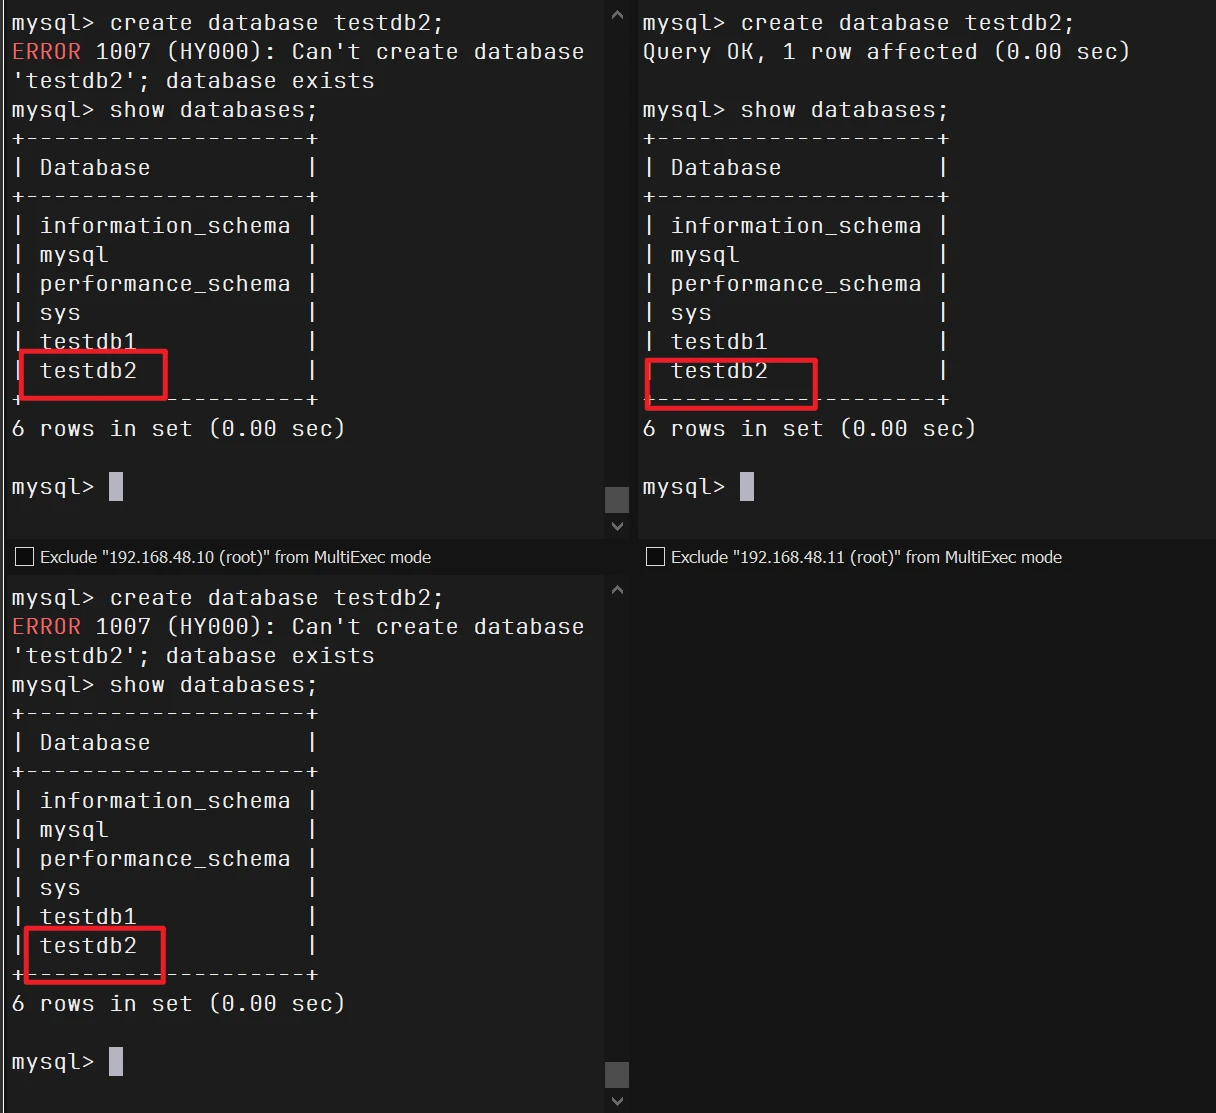 mysql> create database testdb2;
ERROR 1007 (HY000): Can't create database
'testdb2'; database exists
mysql> show databases;
+--------------------+
| Database           |
+--------------------+
| information_schema |
| mysql              |
| performance_schema |
| sys                |
| testdb1            |
| testdb2            |
+--------------------+
6 rows in set (0.00 sec)
mysql>
mysql> create database testdb2;
Query OK, 1 row affected (0.00 sec)
mysql> show databases;
+--------------------+
| Database           |
+--------------------+
| information_schema |
| mysql              |
| performance_schema |
| sys                |
| testdb1            |
| testdb2            |
+--------------------+
6 rows in set (0.00 sec)
mysql>
Exclude "192.168.48.10 (root)" from MultiExec mode
Exclude "192.168.48.11 (root)" from MultiExec mode
mysql> create database testdb2;
ERROR 1007 (HY000): Can't create database
'testdb2'; database exists
mysql> show databases;
+--------------------+
| Database           |
+--------------------+
| information_schema |
| mysql              |
| performance_schema |
| sys                |
| testdb1            |
| testdb2            |
+--------------------+
6 rows in set (0.00 sec)
mysql>